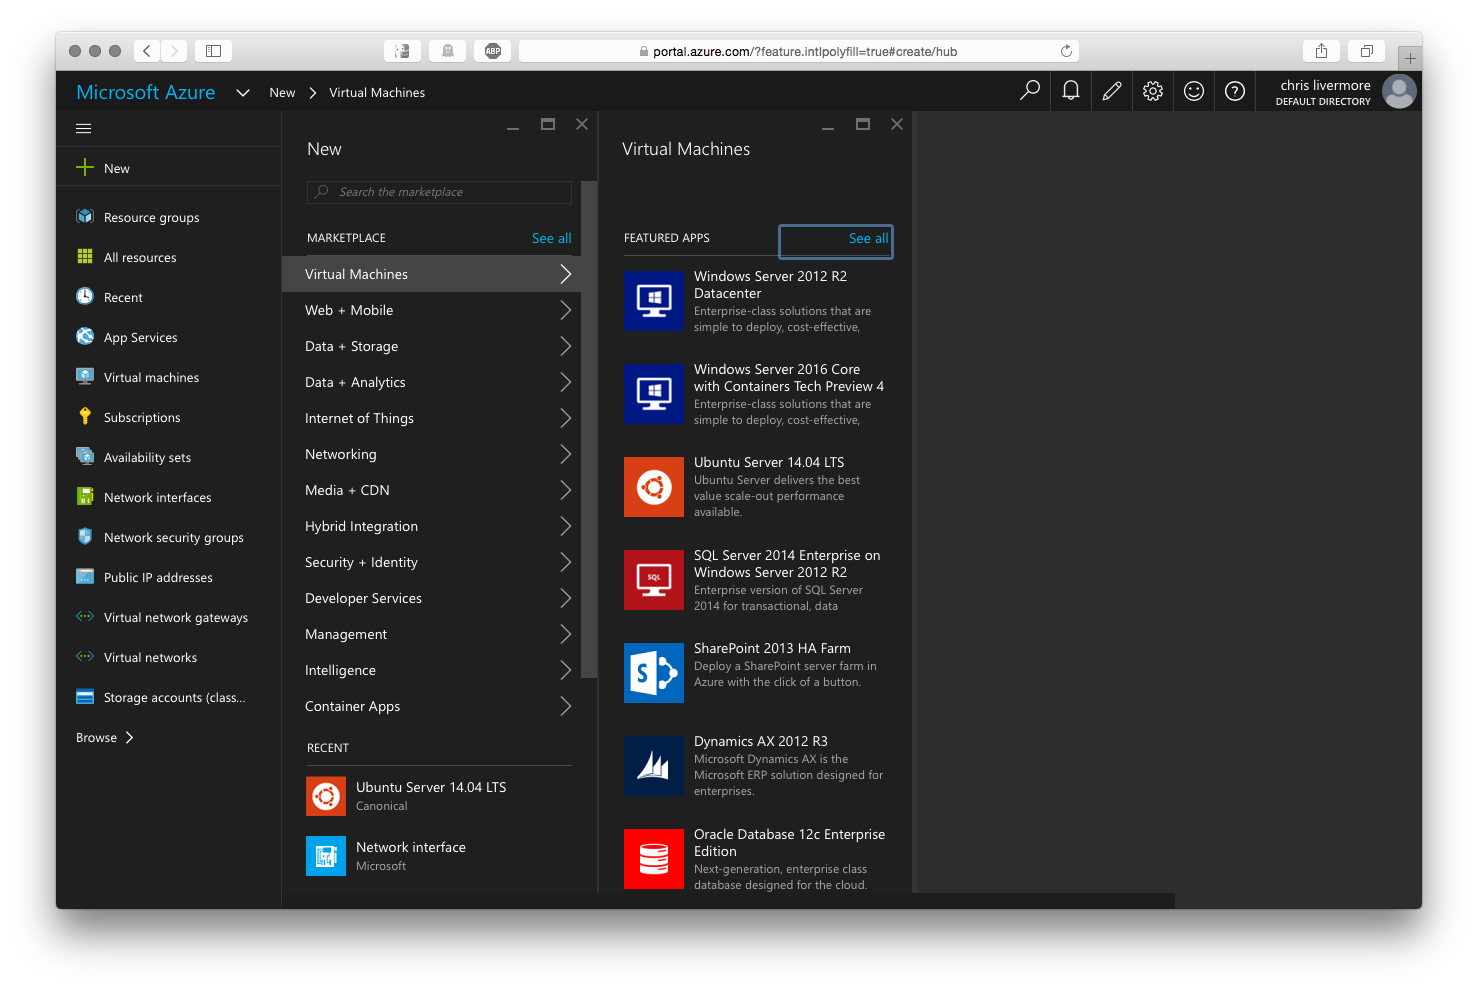 ABP
portal.azure.com/?feature.intlpolyfill=true#create/hub
Microsoft Azure
New
Virtual Machines
chris livermore
DEFAULT DIRECTORY
New
Resource groups
All resources
Recent
App Services
Virtual machines
Subscriptions
Availability sets
Network interfaces
Network security groups
Public IP addresses
Virtual network gateways
Virtual networks
Storage accounts (class...
Browse
New
Search the marketplace
MARKETPLACE
See all
Virtual Machines
Web + Mobile
Data + Storage
Data + Analytics
Internet of Things
Networking
Media + CDN
Hybrid Integration
Security + Identity
Developer Services
Management
Intelligence
Container Apps
RECENT
Ubuntu Server 14.04 LTS
Canonical
Network interface
Microsoft
Virtual Machines
FEATURED APPS
See all
Windows Server 2012 R2
Datacenter
Enterprise-class solutions that are
simple to deploy, cost-effective,
Windows Server 2016 Core
with Containers Tech Preview 4
Enterprise-class solutions that are
simple to deploy, cost-effective,
Ubuntu Server 14.04 LTS
Ubuntu Server delivers the best
value scale-out performance
available.
SQL
SQL Server 2014 Enterprise on
Windows Server 2012 R2
Enterprise version of SQL Server
2014 for transactional, data
S
SharePoint 2013 HA Farm
Deploy a SharePoint server farm in
Azure with the click of a button.
Dynamics AX 2012 R3
Microsoft Dynamics AX is the
Microsoft ERP solution designed for
enterprises.
Oracle Database 12c Enterprise
Edition
Next-generation, enterprise class
database designed for the cloud.